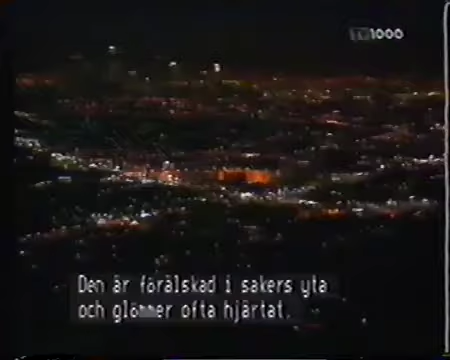 TV1000
Den är förälskad i sakers yta
och glömmer ofta hjärtat.